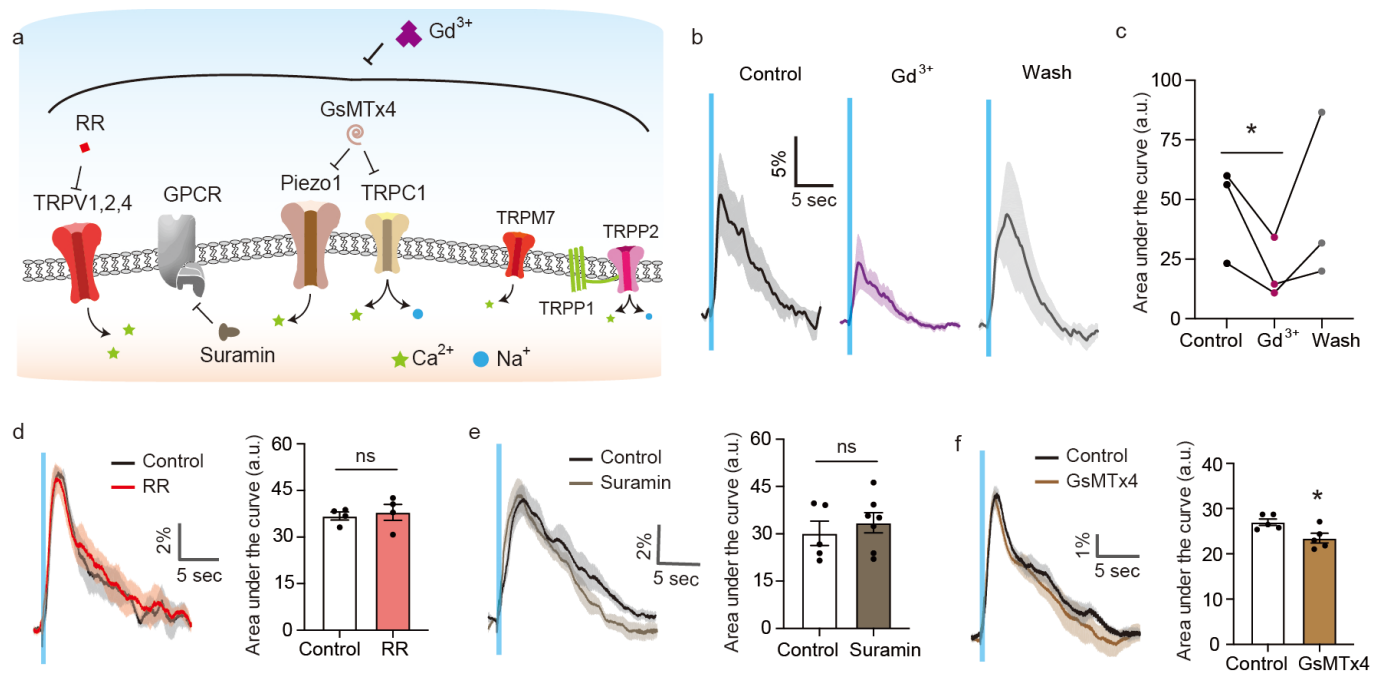 a
Gd3+
GsMTx4
RR
TRPV1,2,4
GPCR
Piezo1
TRPC1
TRPM7
TRPP2
TRPP1
Suramin
Ca2+
Na+
b
Control
Gd3+
Wash
5%
5 sec
c
Area under the curve (a.u.)
100
75
50
25
0
*
Control
Gd3+
Wash
d
Control
RR
2%
5 sec
Area under the curve (a.u.)
60
45
30
15
0
ns
Control
RR
e
Control
Suramin
2%
5 sec
Area under the curve (a.u.)
60
45
30
15
0
ns
Control
Suramin
f
Control
GsMTx4
1%
5 sec
Area under the curve (a.u.)
40
30
20
10
0
*
Control
GsMTx4